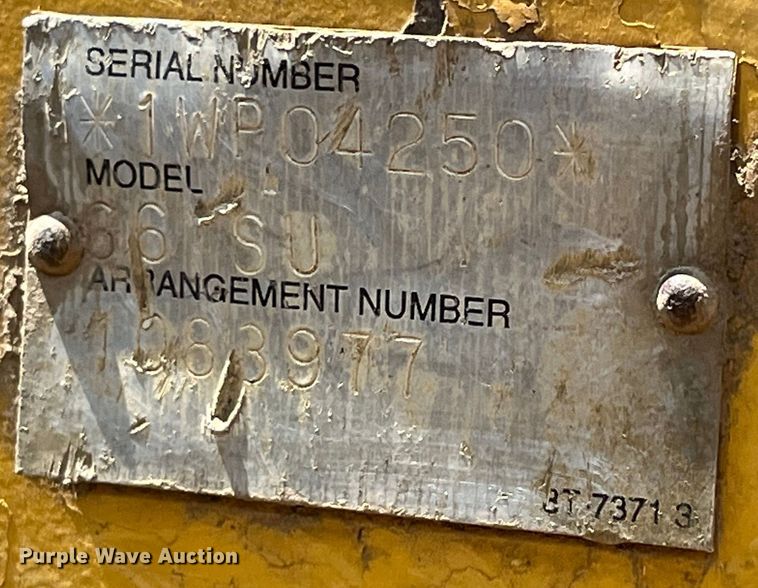 SERIAL NUMBER
*1WP04250*
MODEL
66 SU
ARRANGEMENT NUMBER
1083977
8T-7371 3
Purple Wave Auction